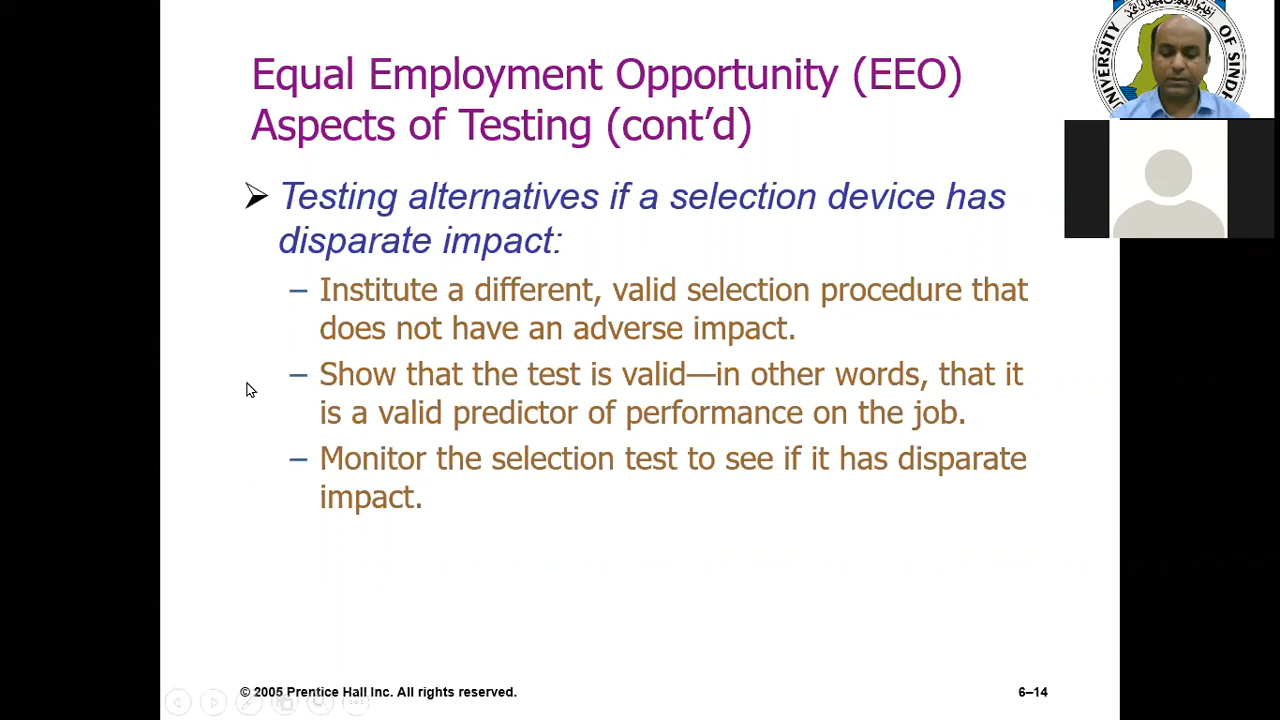 Equal Employment Opportunity (EEO)
Aspects of Testing (cont’d)
Testing alternatives if a selection device has
disparate impact:
– Institute a different, valid selection procedure that
does not have an adverse impact.
– Show that the test is valid—in other words, that it
is a valid predictor of performance on the job.
– Monitor the selection test to see if it has disparate
impact.
© 2005 Prentice Hall Inc. All rights reserved.
6–14
UNIVERSITY
OF SINDH